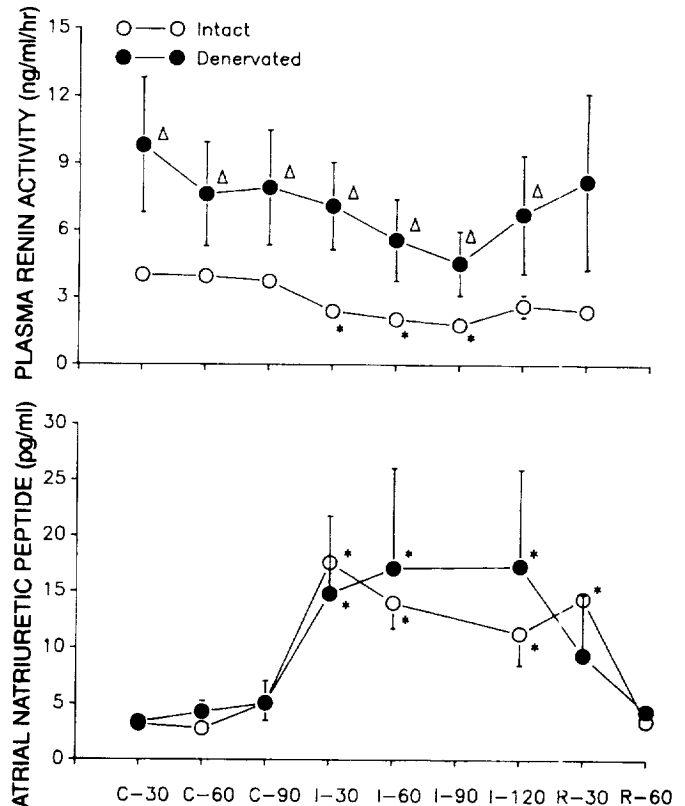 PLASMA RENIN ACTIVITY (ng/ml/hr)
15
12
9
6
3
0
Intact
Denervated
Δ Δ Δ Δ Δ Δ Δ
* * *
ATRIAL NATRIURETIC PEPTIDE (pg/ml)
30
25
20
15
10
5
0
* * * *
* * *
C-30 C-60 C-90 I-30 I-60 I-90 I-120 R-30 R-60